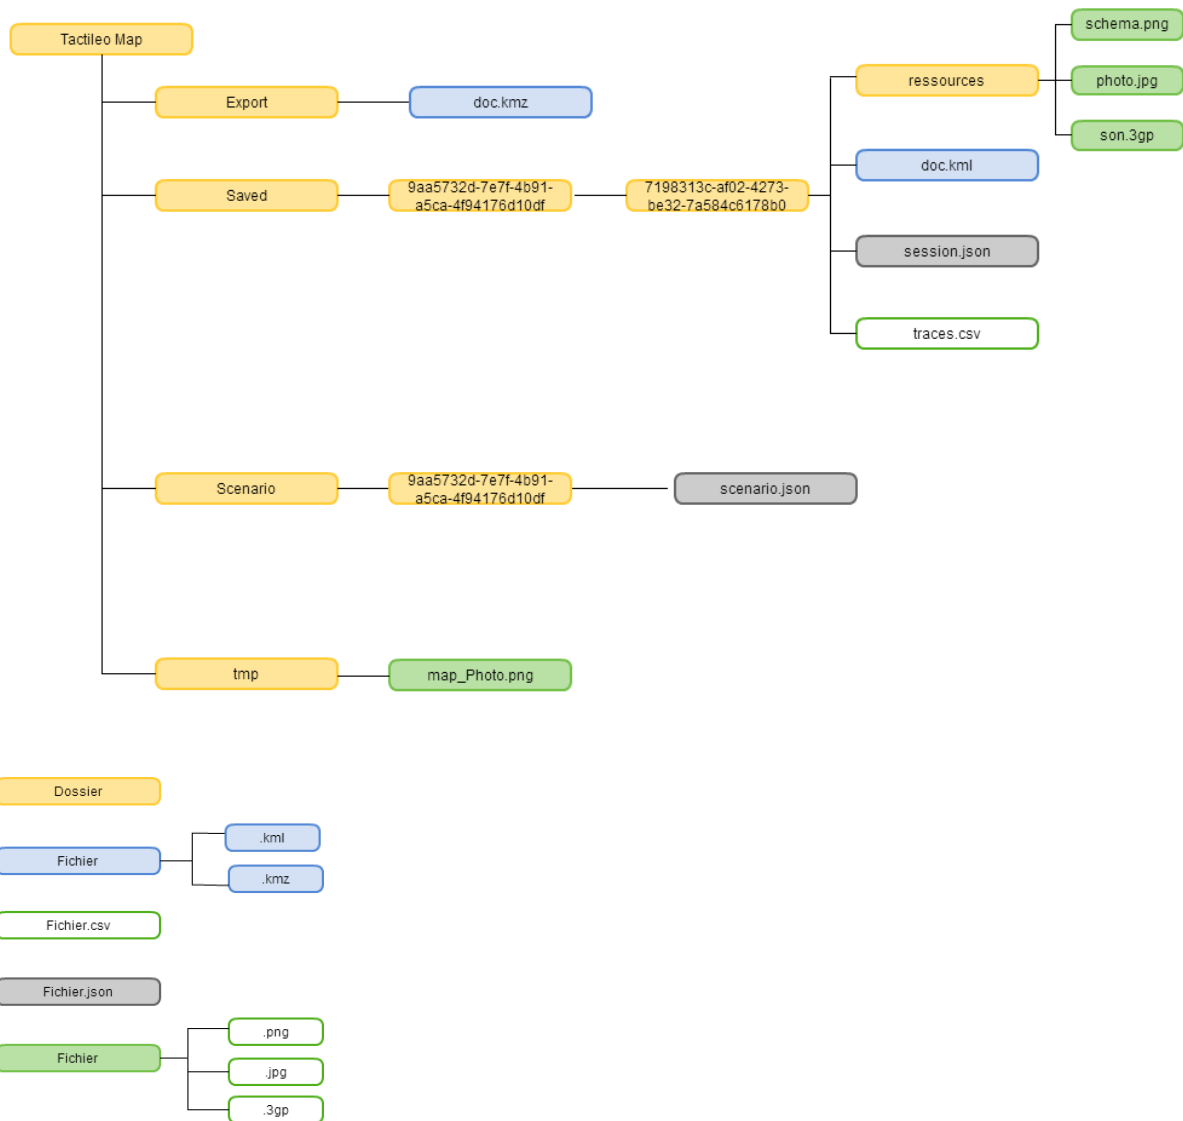 Tactileo Map
schema.png
ressources
photo.jpg
son.3gp
Export
doc.kmz
doc.kml
Saved
9aa5732d-7e7f-4b91-
a5ca-4f94176d10df
7198313c-af02-4273-
be32-7a584c6178b0
session.json
traces.csv
Scenario
9aa5732d-7e7f-4b91-
a5ca-4f94176d10df
scenario.json
tmp
map_Photo.png
Dossier
Fichier
.kml
.kmz
Fichier.csv
Fichier.json
Fichier
.png
.jpg
.3gp